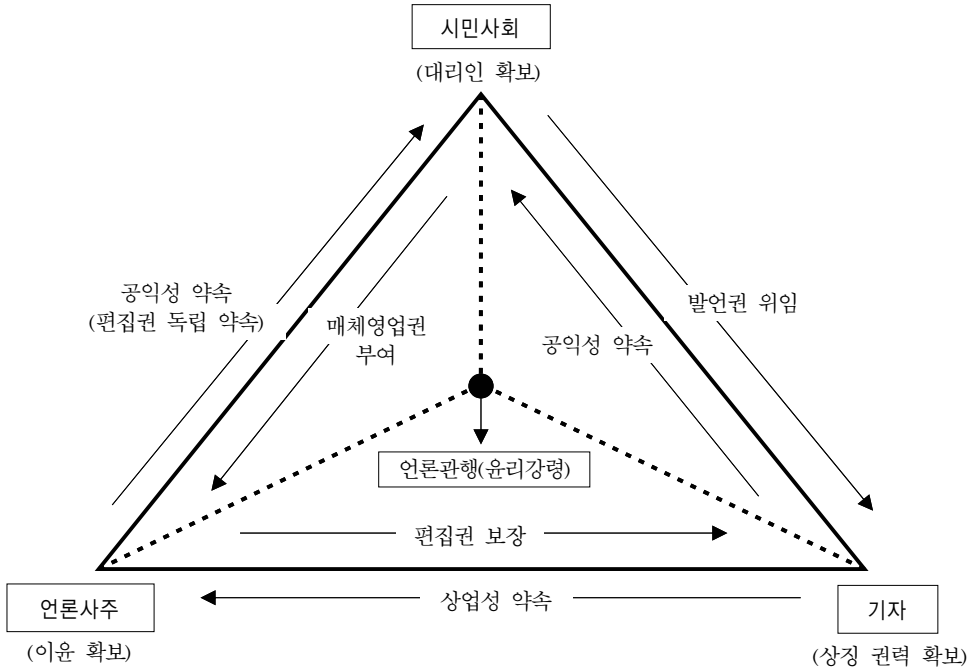 시민사회
(대리인 확보)
공익성 약속
(편집권 독립 약속)
매체영업권
부여
공익성 약속
발언권 위임
언론관행(윤리강령)
편집권 보장
상업성 약속
언론사주
(이윤 확보)
기자
(상징 권력 확보)